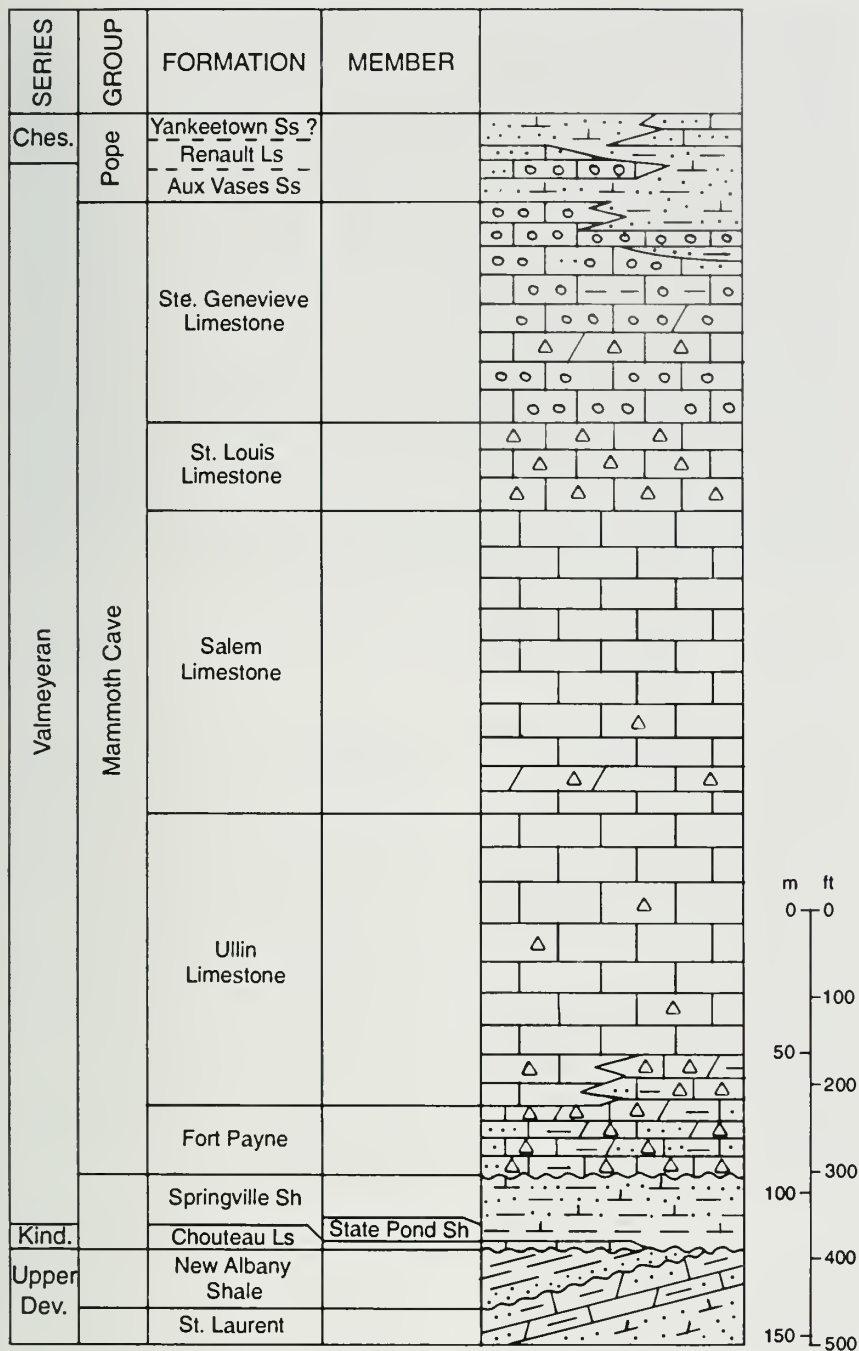 SERIES
GROUP
FORMATION
MEMBER
Ches.
Pope
Yankeetown Ss ?
Renault Ls
Aux Vases Ss
Valmeyeran
Mammoth Cave
Ste. Genevieve
Limestone
St. Louis
Limestone
Salem
Limestone
Ullin
Limestone
Fort Payne
Springville Sh
State Pond Sh
Kind.
Chouteau Ls
Upper
Dev.
New Albany
Shale
St. Laurent
m ft
0 0
100
50
200
300
100
400
150 500